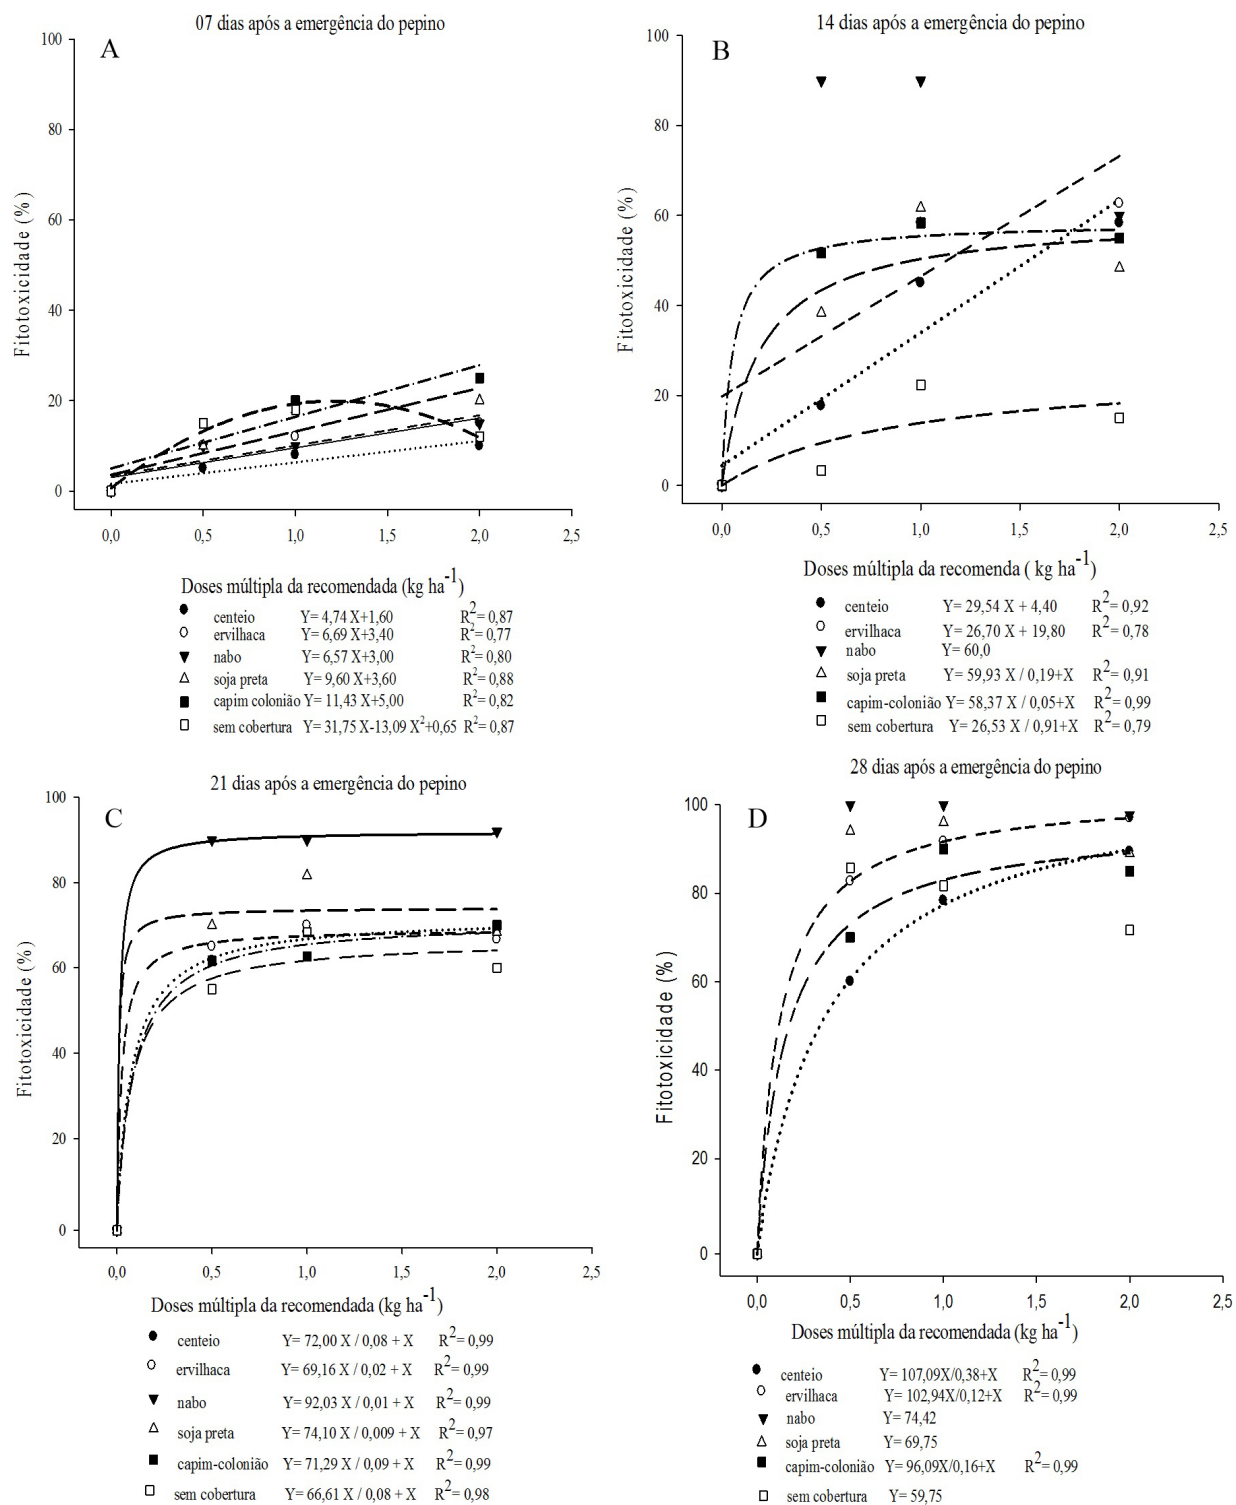 07 dias após a emergência do pepino
A
100
80
60
40
20
0
Fitotoxicidade (%)
0,0 0,5 1,0 1,5 2,0 2,5
Doses múltipla da recomendada (kg ha⁻¹)
centeio Y= 4,74 X+1,60 R²= 0,87
ervilhaca Y= 6,69 X+3,40 R²= 0,77
nabo Y= 6,57 X+3,00 R²= 0,80
soja preta Y= 9,60 X+3,60 R²= 0,88
capim colonião Y= 11,43 X+5,00 R²= 0,82
sem cobertura Y= 31,75 X-13,09 X²+0,65 R²= 0,87
14 dias após a emergência do pepino
B
100
80
60
40
20
0
Fitotoxicidade (%)
0,0 0,5 1,0 1,5 2,0 2,5
Doses múltipla da recomenda ( kg ha⁻¹)
centeio Y= 29,54 X + 4,40 R²= 0,92
ervilhaca Y= 26,70 X + 19,80 R²= 0,78
nabo Y= 60,0
soja preta Y= 59,93 X / 0,19+X R²= 0,91
capim-colonião Y= 58,37 X / 0,05+X R²= 0,99
sem cobertura Y= 26,53 X / 0,91+X R²= 0,79
21 dias após a emergência do pepino
C
100
80
60
40
20
0
Fitotoxicidade (%)
0,0 0,5 1,0 1,5 2,0 2,5
Doses múltipla da recomendada (kg ha⁻¹)
centeio Y= 72,00 X / 0,08 + X R²= 0,99
ervilhaca Y= 69,16 X / 0,02 + X R²= 0,99
nabo Y= 92,03 X / 0,01 + X R²= 0,99
soja preta Y= 74,10 X / 0,009 + X R²= 0,97
capim-colonião Y= 71,29 X / 0,09 + X R²= 0,99
sem cobertura Y= 66,61 X / 0,08 + X R²= 0,98
28 dias após a emergência do pepino
D
100
80
60
40
20
0
Fitotoxicidade (%)
0,0 0,5 1,0 1,5 2,0 2,5
Doses múltipla da recomendada (kg ha⁻¹)
centeio Y= 107,09X/0,38+X R²= 0,99
ervilhaca Y= 102,94X/0,12+X R²= 0,99
nabo Y= 74,42
soja preta Y= 69,75
capim-colonião Y= 96,09X/0,16+X R²= 0,99
sem cobertura Y= 59,75